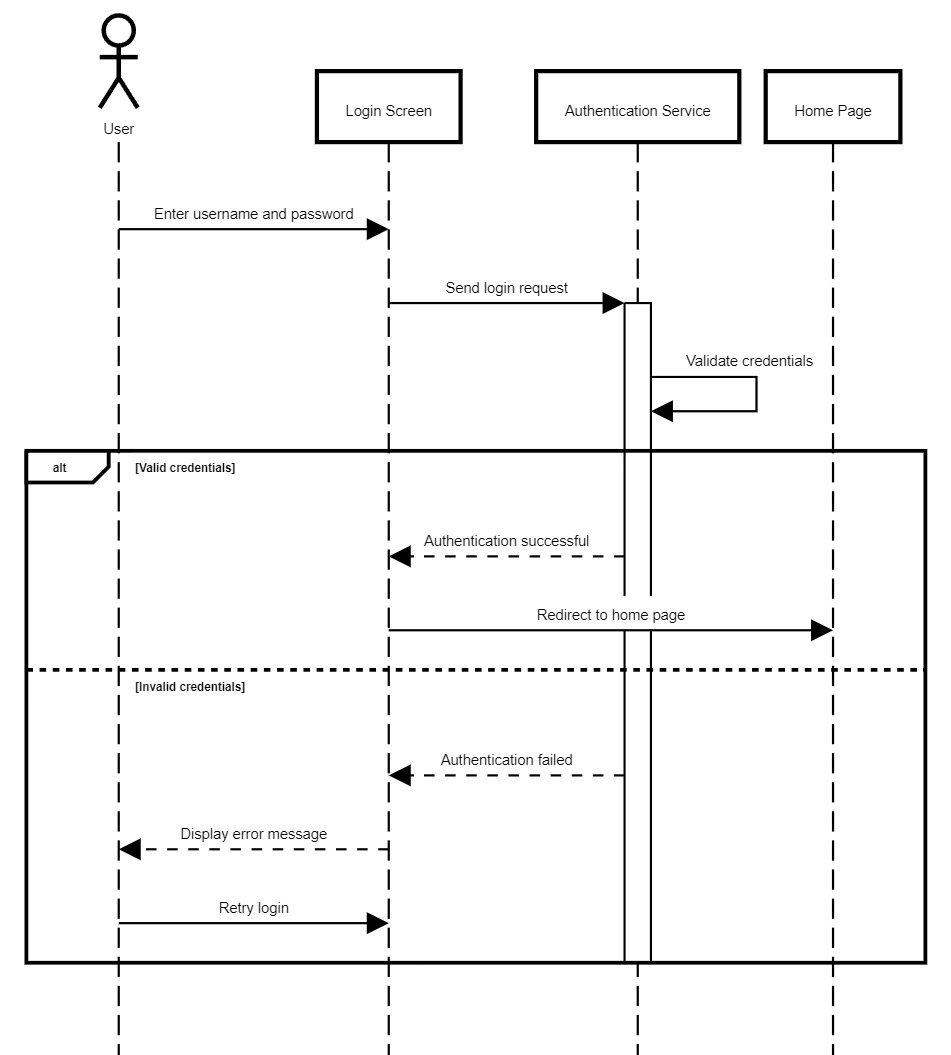 User
Login Screen
Authentication Service
Home Page
Enter username and password
Send login request
Validate credentials
alt
[Valid credentials]
Authentication successful
Redirect to home page
[Invalid credentials]
Authentication failed
Display error message
Retry login